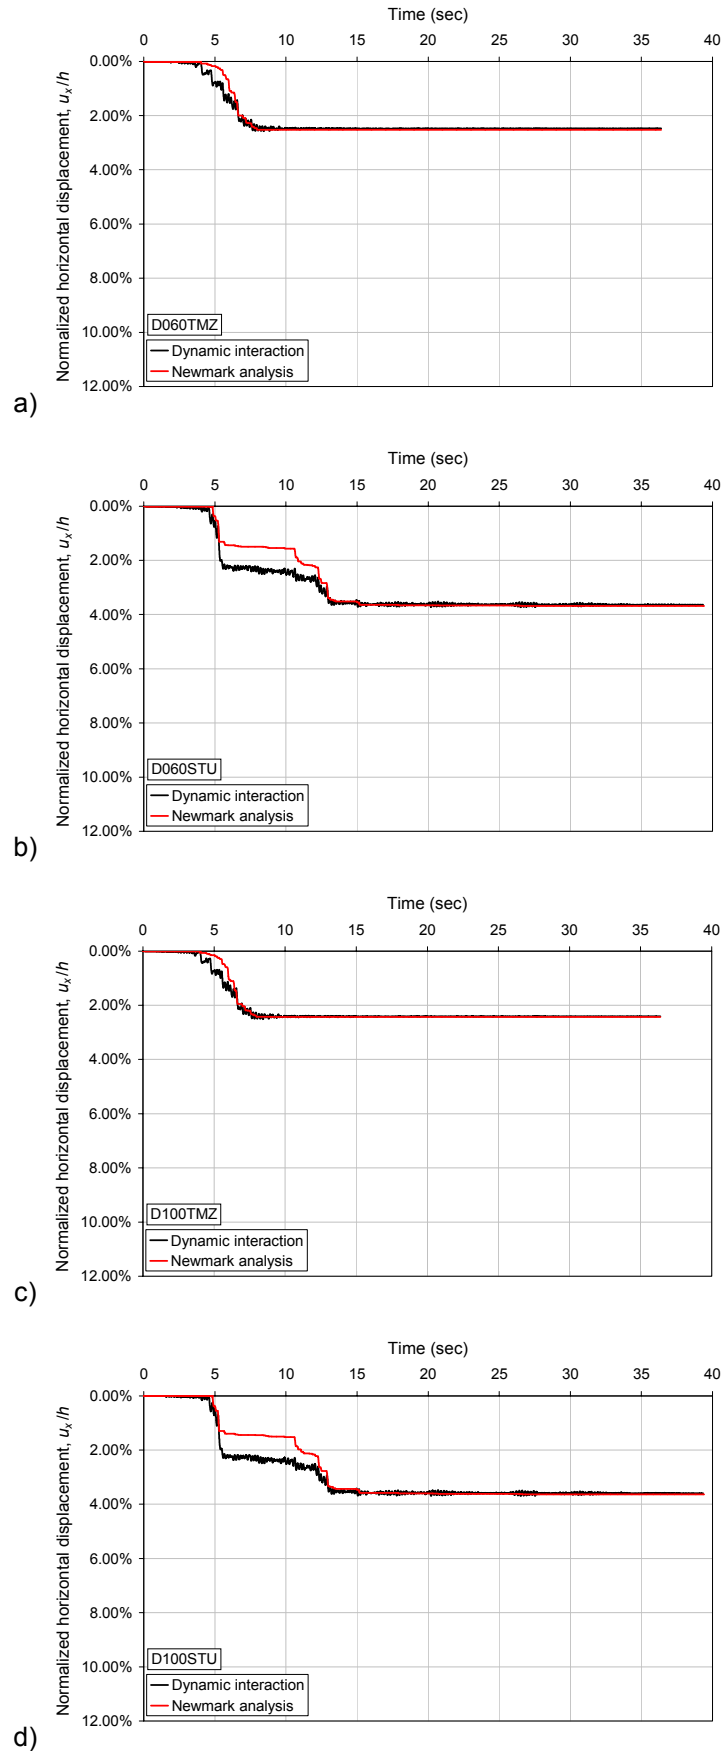 Time (sec)
0 5 10 15 20 25 30 35 40
Normalized horizontal displacement, uₓ/h
0.00%
2.00%
4.00%
6.00%
8.00%
10.00%
12.00%
D060TMZ
Dynamic interaction
Newmark analysis
a)
Time (sec)
0 5 10 15 20 25 30 35 40
Normalized horizontal displacement, uₓ/h
0.00%
2.00%
4.00%
6.00%
8.00%
10.00%
12.00%
D060STU
Dynamic interaction
Newmark analysis
b)
Time (sec)
0 5 10 15 20 25 30 35 40
Normalized horizontal displacement, uₓ/h
0.00%
2.00%
4.00%
6.00%
8.00%
10.00%
12.00%
D100TMZ
Dynamic interaction
Newmark analysis
c)
Time (sec)
0 5 10 15 20 25 30 35 40
Normalized horizontal displacement, uₓ/h
0.00%
2.00%
4.00%
6.00%
8.00%
10.00%
12.00%
D100STU
Dynamic interaction
Newmark analysis
d)